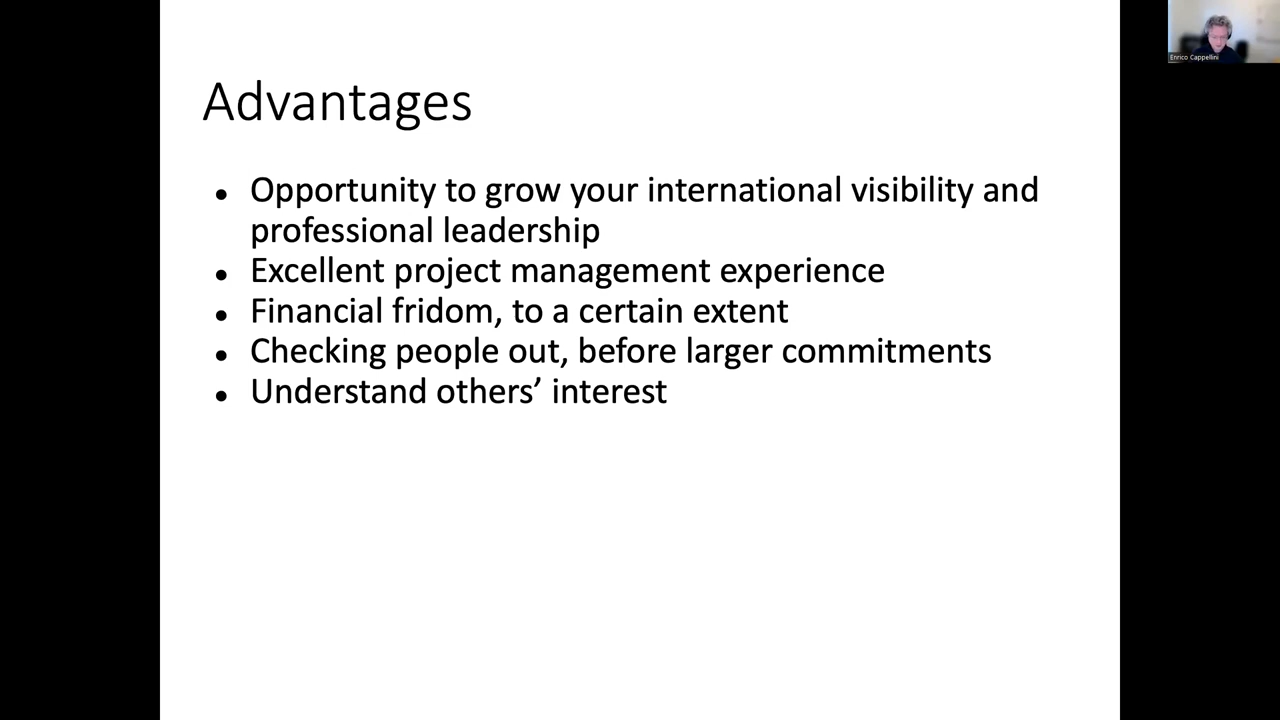 Advantages
• Opportunity to grow your international visibility and
professional leadership
• Excellent project management experience
• Financial fridom, to a certain extent
• Checking people out, before larger commitments
• Understand others’ interest
Enrico Cappellini